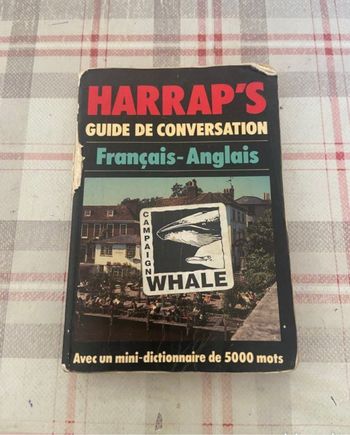 HARRAP'S
GUIDE DE CONVERSATION
Français-Anglais
CAMPAIGN
WHALE
Avec un mini-dictionnaire de 5000 mots